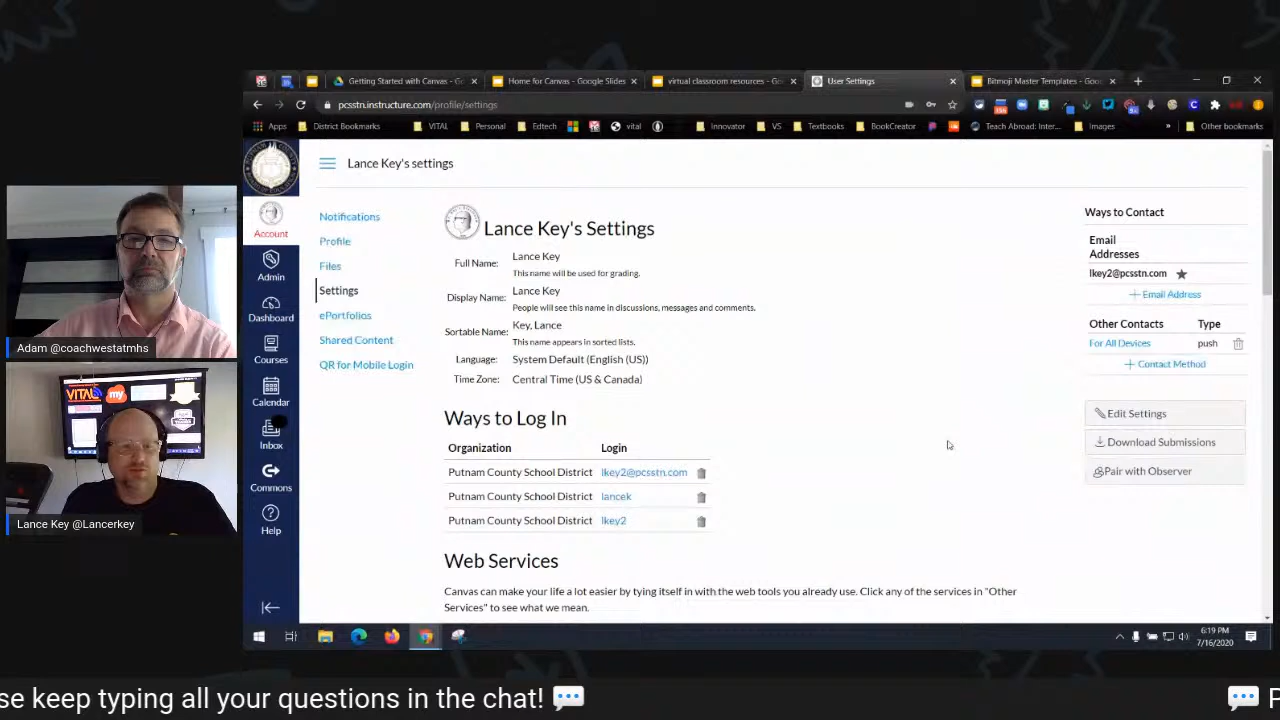 Getting Started with Canvas - G
Home for Canvas - Google Slides
virtual classroom resources - Go
User Settings
Bitmoji Master Templates - Goo
pcsstn.instructure.com/profile/settings
Apps
District Bookmarks
VITAL
Personal
Edtech
vital
Innovator
VS
Textbooks
BookCreator
Teach Abroad: Inter...
Images
Other bookmarks
Lance Key's settings
Account
Admin
Dashboard
Courses
Calendar
Inbox
Commons
Help
Notifications
Profile
Files
Settings
ePortfolios
Shared Content
QR for Mobile Login
Lance Key's Settings
Full Name: Lance Key
This name will be used for grading.
Display Name: Lance Key
People will see this name in discussions, messages and comments.
Sortable Name: Key, Lance
This name appears in sorted lists.
Language: System Default (English (US))
Time Zone: Central Time (US & Canada)
Ways to Log In
Organization Login
Putnam County School District lkey2@pcsstn.com
Putnam County School District lancek
Putnam County School District lkey2
Web Services
Canvas can make your life a lot easier by tying itself in with the web tools you already use. Click any of the services in "Other
Services" to see what we mean.
Ways to Contact
Email
Addresses
lkey2@pcsstn.com
Email Address
Other Contacts Type
For All Devices push
Contact Method
Edit Settings
Download Submissions
Pair with Observer
Adam @coachwestatmhs
VITAL
my
Lance Key @Lancerkey
6:19 PM
7/16/2020
se keep typing all your questions in the chat! 💬
💬 P